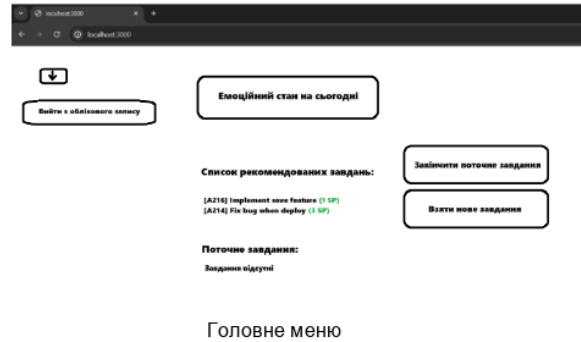 localhost:3000
localhost:3000
Вийти з облікового запису
Емоційний стан на сьогодні
Список рекомендованих завдань:
[A216] Implement save feature (1 SP)
[A214] Fix bug when deploy (3 SP)
Закінчити поточне завдання
Взяти нове завдання
Поточне завдання:
Завдання відсутні
Головне меню